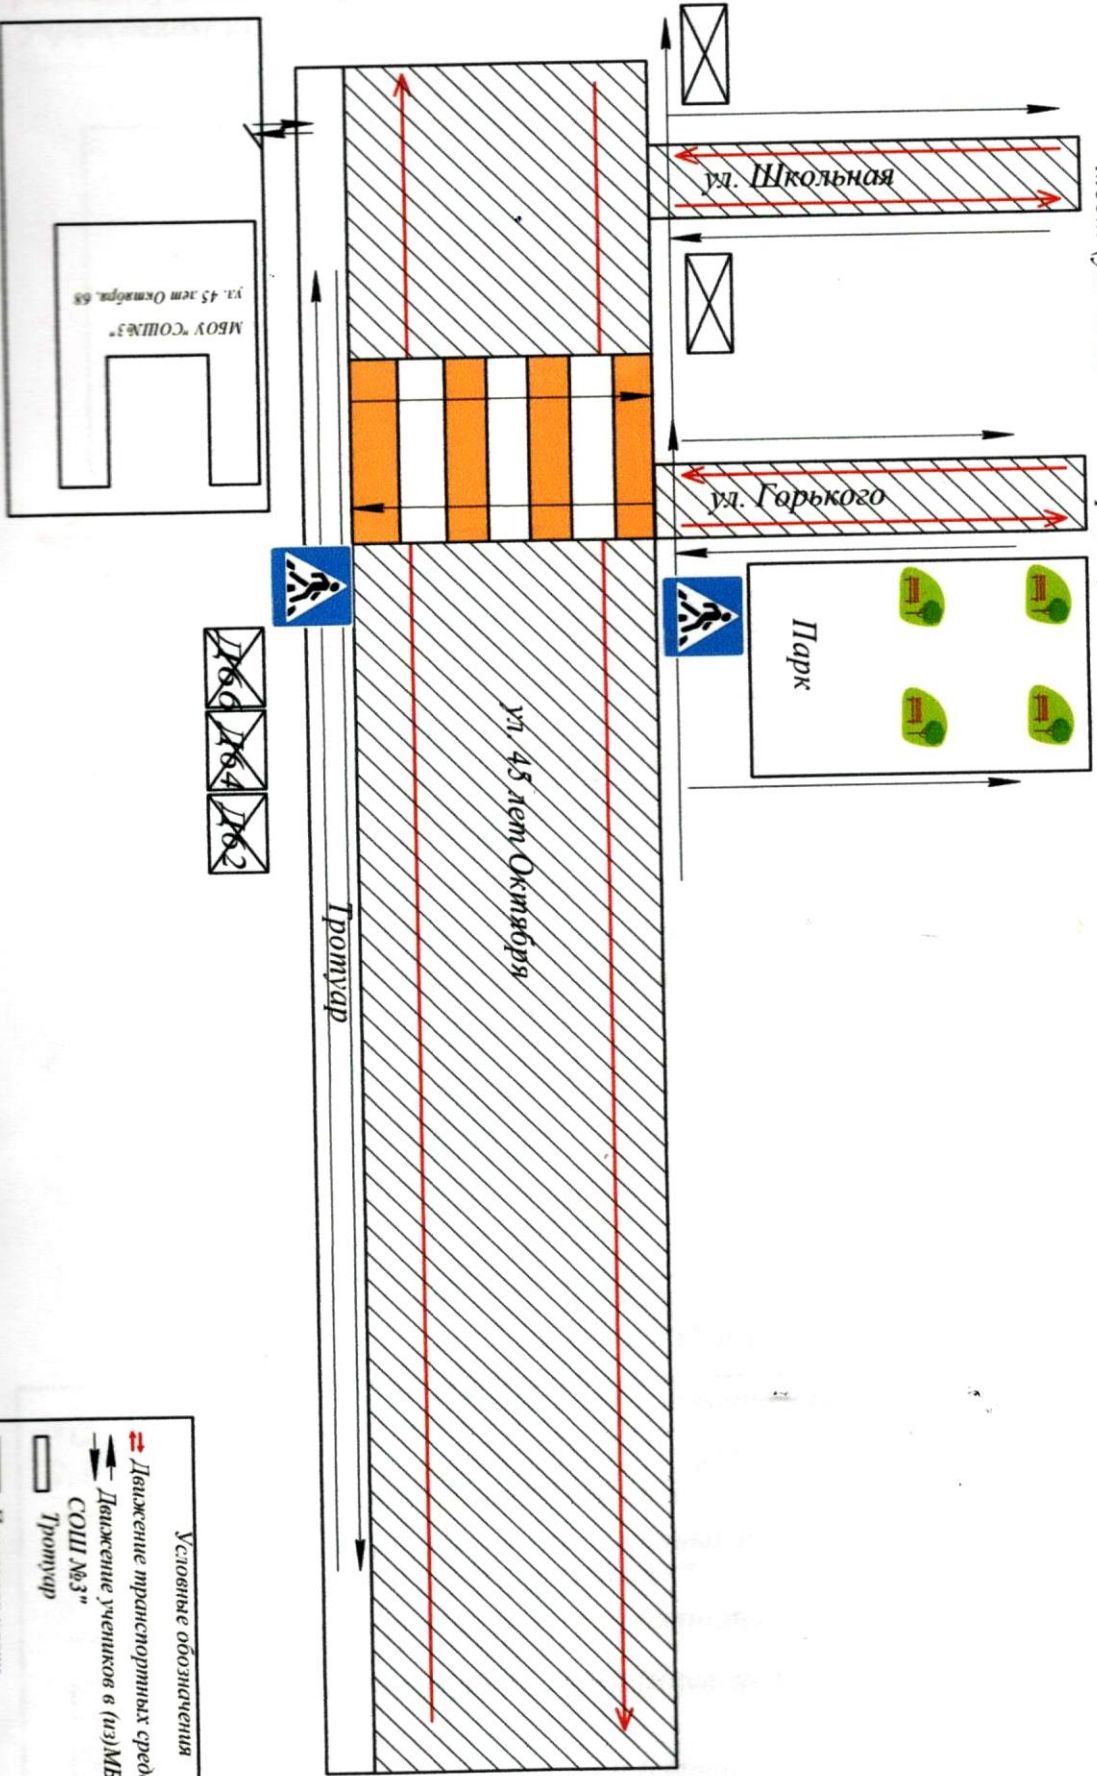 ул. Школьная
ул. Горького
Парк
ул. 45 лет Октября
Тротуар
МБОУ "СОШ№3"
ул. 45 лет Октября, 68
Д66
Д64
Д62
Условные обозначения
Движение транспортных сред
Движение учеников в (из)МБ
СОШ №3"
Тротуар